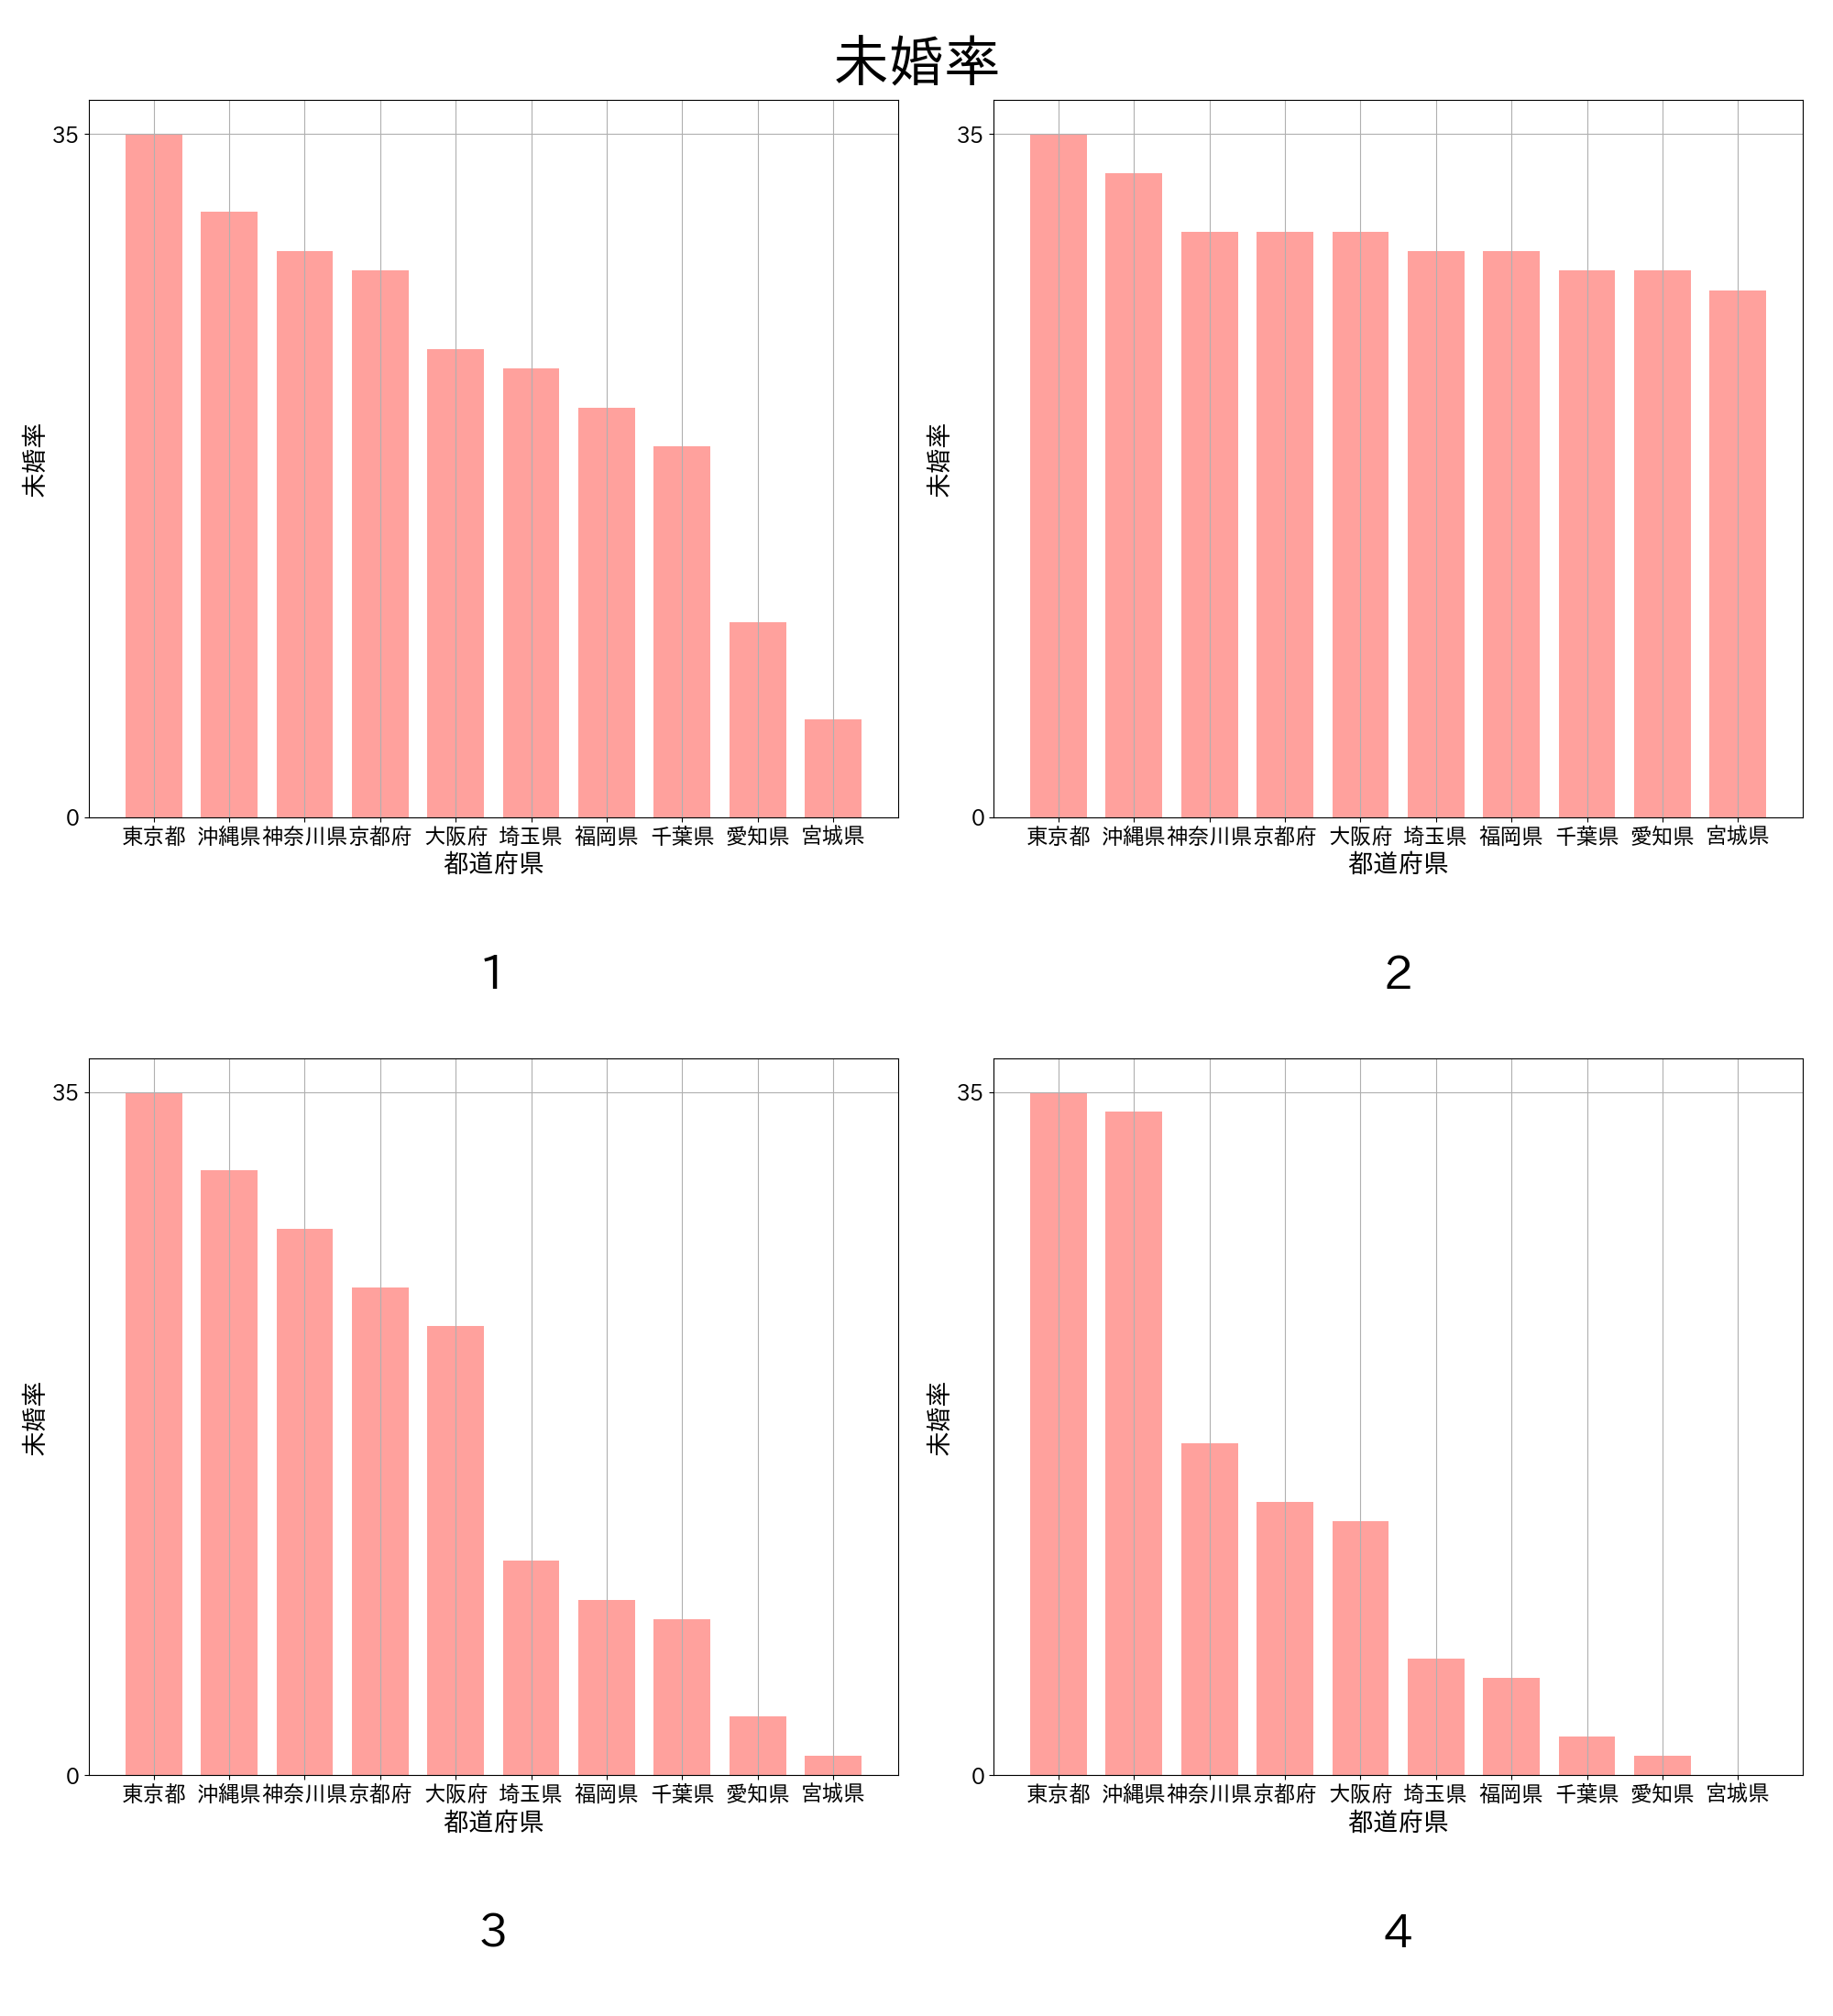 未婚率
35
0
未婚率
東京都 沖縄県 神奈川県 京都府 大阪府 埼玉県 福岡県 千葉県 愛知県 宮城県
都道府県
1
35
0
未婚率
東京都 沖縄県 神奈川県 京都府 大阪府 埼玉県 福岡県 千葉県 愛知県 宮城県
都道府県
2
35
0
未婚率
東京都 沖縄県 神奈川県 京都府 大阪府 埼玉県 福岡県 千葉県 愛知県 宮城県
都道府県
3
35
0
未婚率
東京都 沖縄県 神奈川県 京都府 大阪府 埼玉県 福岡県 千葉県 愛知県 宮城県
都道府県
4